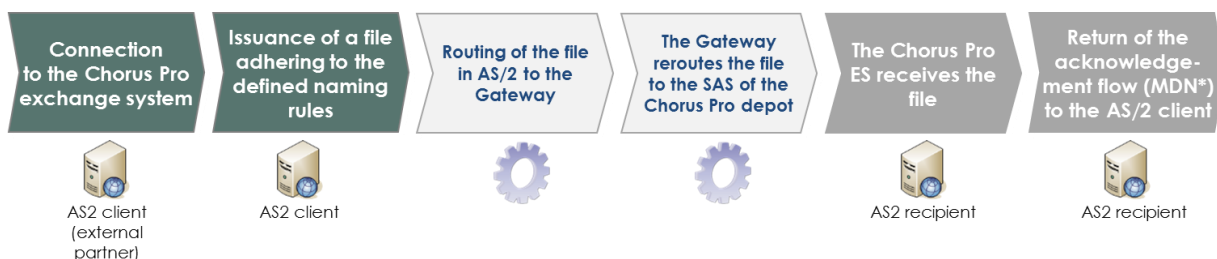 Connection
to the Chorus Pro
exchange system
Issuance of a file
adhering to the
defined naming
rules
Routing of the file
in AS/2 to the
Gateway
The Gateway
reroutes the file
to the SAS of the
Chorus Pro depot
The Chorus Pro
ES receives the
file
Return of the
acknowledge-
ment flow (MDN*)
to the AS/2 client
AS2 client
(external
partner)
AS2 client
AS2 recipient
AS2 recipient